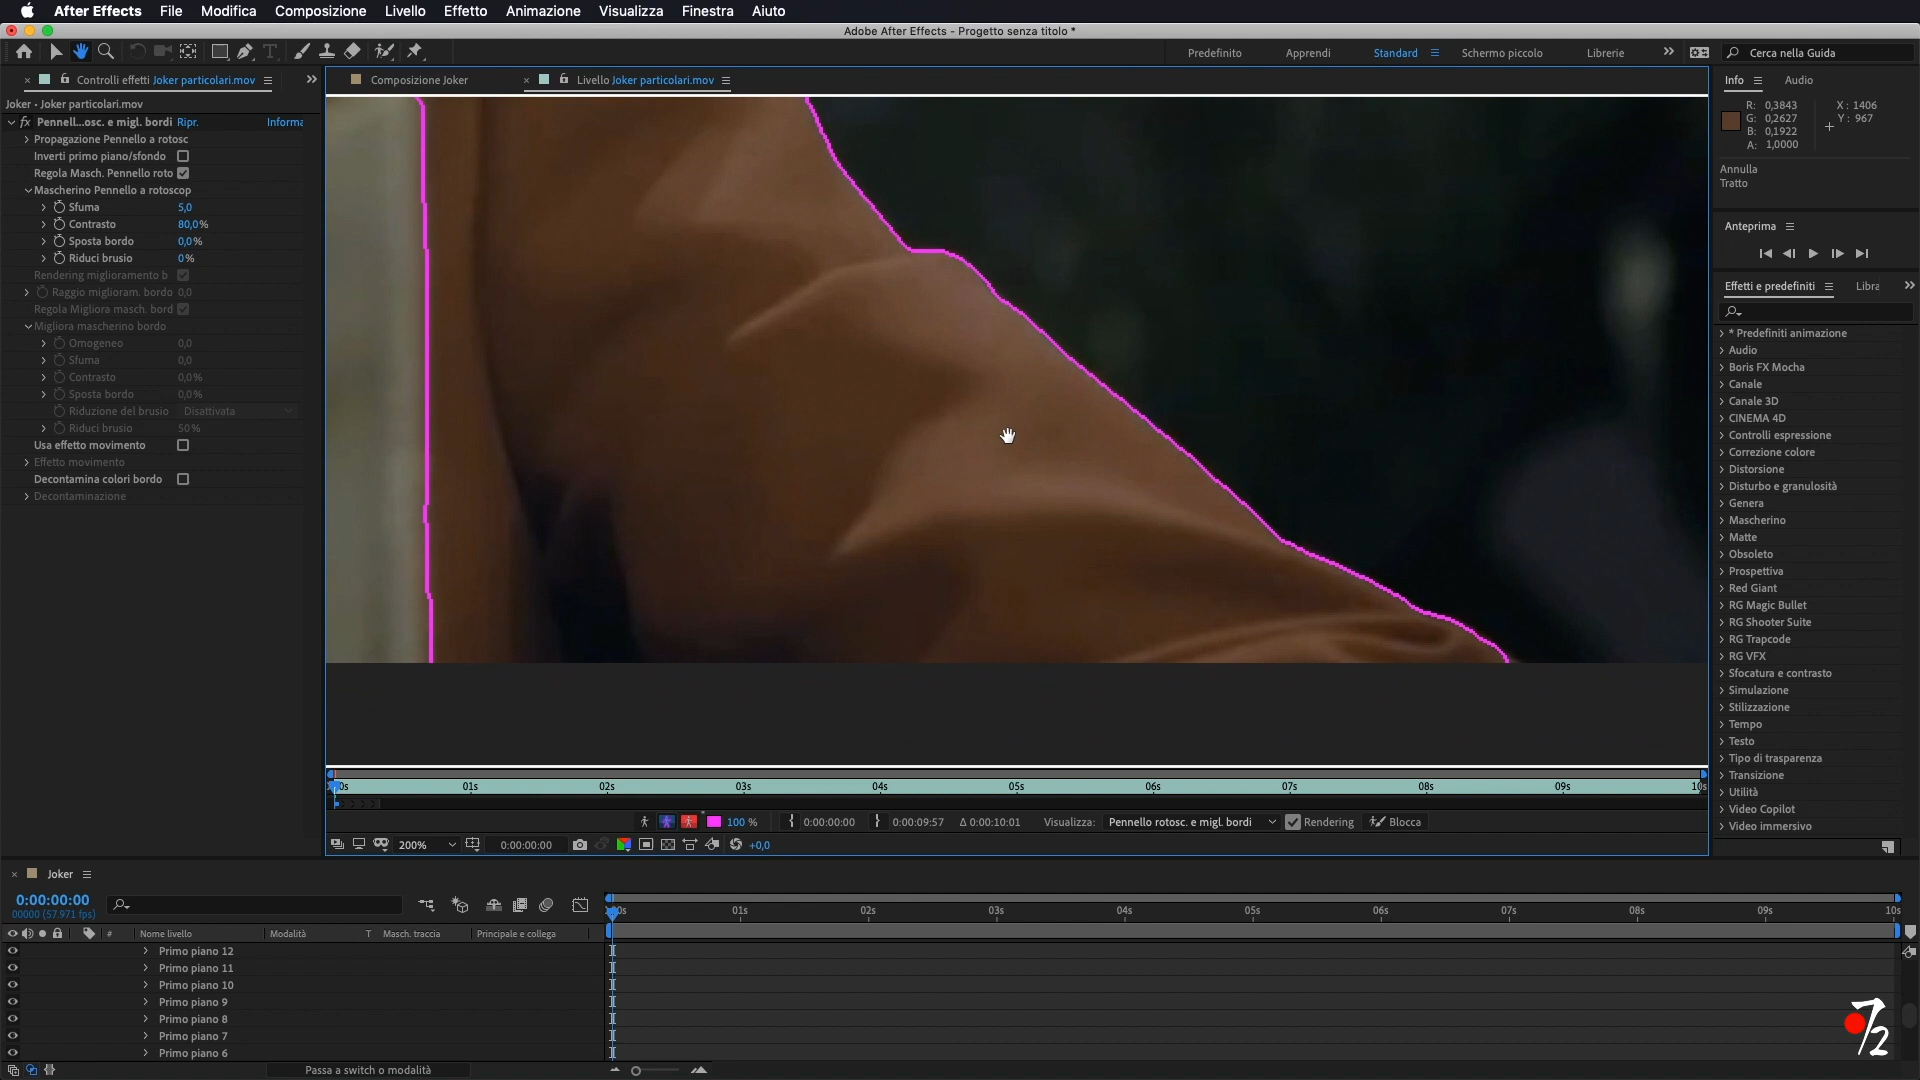 After Effects File Modifica Composizione Livello Effetto Animazione Visualizza Finestra Aiuto
Adobe After Effects - Progetto senza titolo *
Predefinito Apprendi Standard Schermo piccolo Librerie Cerca nella Guida
Controlli effetti Joker particolari.mov
Composizione Joker
Livello Joker particolari.mov
Info Audio
Joker • Joker particolari.mov
fx Pennell...osc. e migl. bordi Ripr. Informa
Propagazione Pennello a rotosc
Inverti primo piano/sfondo
Regola Masch. Pennello roto
Mascherino Pennello a rotoscop
Sfuma 5,0
Contrasto 80,0%
Sposta bordo 0,0%
Riduci brusio 0%
Rendering miglioramento b
Raggio miglioram. bordo 0,0
Regola Migliora masch. bord
Migliora mascherino bordo
Omogeneo 0,0
Sfuma 0,0
Contrasto 0,0%
Sposta bordo 0,0%
Riduzione del brusio Disattivata
Riduci brusio 50%
Usa effetto movimento
Effetto movimento
Decontamina colori bordo
Decontaminazione
R: 0,3843 X: 1406
G: 0,2627 Y: 967
B: 0,1922
A: 1,0000
Annulla
Tratto
Anteprima
Effetti e predefiniti Libra
* Predefiniti animazione
Audio
Boris FX Mocha
Canale
Canale 3D
CINEMA 4D
Controlli espressione
Correzione colore
Distorsione
Disturbo e granulosità
Genera
Mascherino
Matte
Obsoleto
Prospettiva
Red Giant
RG Magic Bullet
RG Shooter Suite
RG Trapcode
RG VFX
Sfocatura e contrasto
Simulazione
Stilizzazione
Tempo
Testo
Tipo di trasparenza
Transizione
Utilità
Video Copilot
Video immersivo
0s 01s 02s 03s 04s 05s 06s 07s 08s 09s 10s
100 % 0:00:00:00 0:00:09:57 Δ 0:00:10:01 Visualizza: Pennello rotosc. e migl. bordi Rendering Blocca
200% 0:00:00:00 +0,0
Joker
0:00:00:00
00000 (57.971 fps)
0s 01s 02s 03s 04s 05s 06s 07s 08s 09s 10s
# Nome livello Modalità T Masch. traccia Principale e collega
Primo piano 12
Primo piano 11
Primo piano 10
Primo piano 9
Primo piano 8
Primo piano 7
Primo piano 6
Passa a switch o modalità
7/2